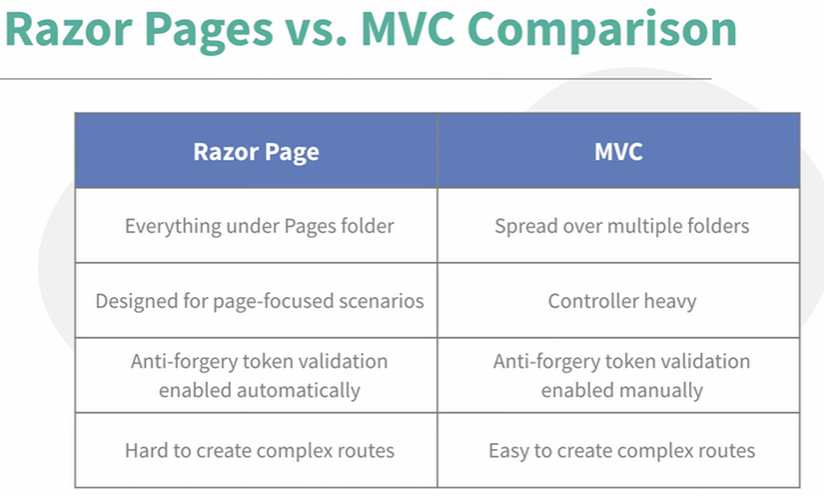 Razor Pages vs. MVC Comparison
Razor Page
MVC
Everything under Pages folder
Spread over multiple folders
Designed for page-focused scenarios
Controller heavy
Anti-forgery token validation
enabled automatically
Anti-forgery token validation
enabled manually
Hard to create complex routes
Easy to create complex routes